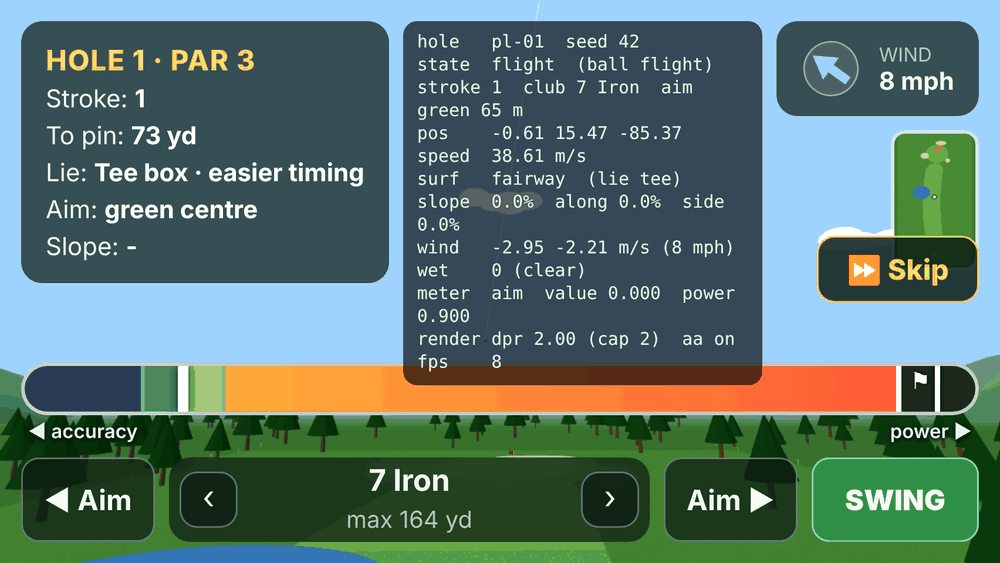 HOLE 1 · PAR 3
Stroke: 1
To pin: 73 yd
Lie: Tee box · easier timing
Aim: green centre
Slope: -
hole pl-01 seed 42
state flight (ball flight)
stroke 1 club 7 Iron aim
green 65 m
pos -0.61 15.47 -85.37
speed 38.61 m/s
surf fairway (lie tee)
slope 0.0% along 0.0% side
0.0%
wind -2.95 -2.21 m/s (8 mph)
wet 0 (clear)
meter aim value 0.000 power
0.900
render dpr 2.00 (cap 2) aa on
fps 8
WIND
8 mph
⏩ Skip
◀ accuracy
power ▶
◀ Aim
‹
7 Iron
max 164 yd
›
Aim ▶
SWING